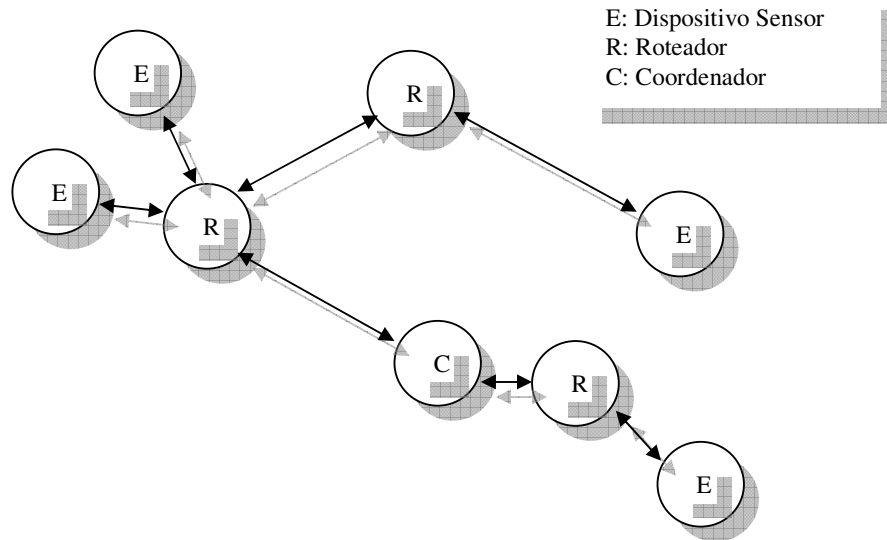 E: Dispositivo Sensor
R: Roteador
C: Coordenador
E
R
E
R
E
C
R
E